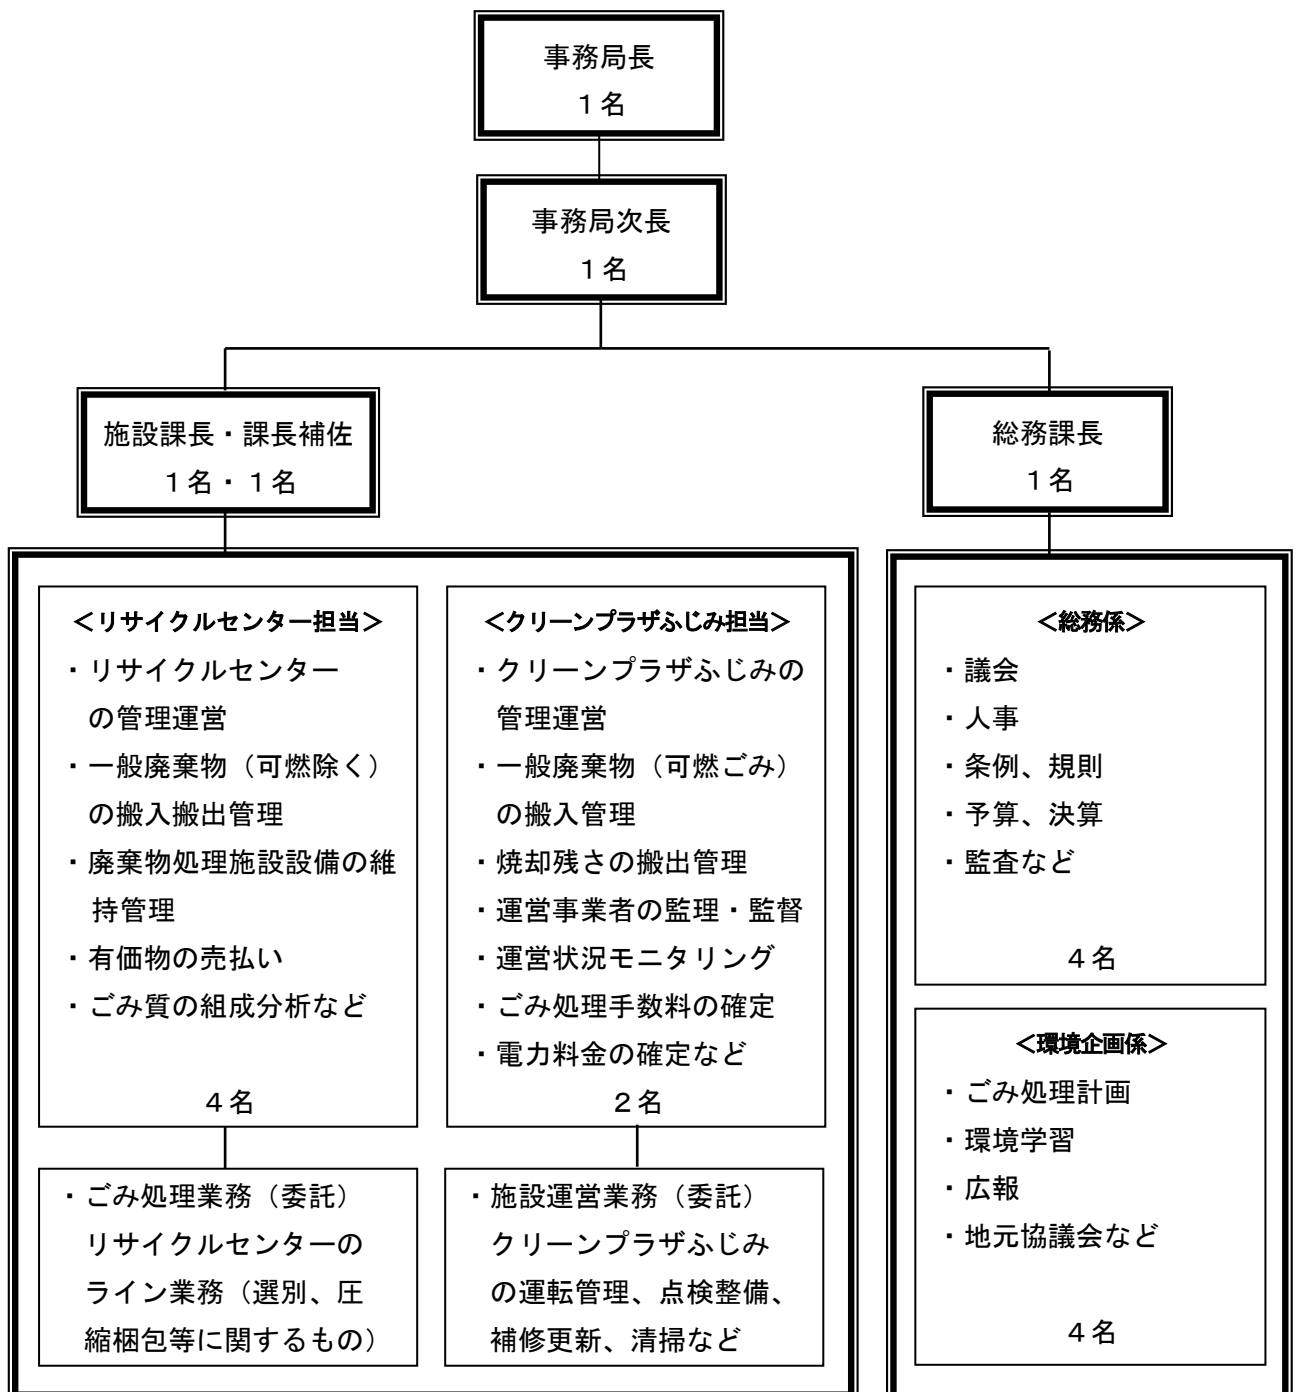 事務局長
１名
事務局次長
１名
施設課長・課長補佐
１名・１名
総務課長
１名
＜リサイクルセンター担当＞
・リサイクルセンター
の管理運営
・一般廃棄物（可燃除く）
の搬入搬出管理
・廃棄物処理施設設備の維
持管理
・有価物の売払い
・ごみ質の組成分析など
４名
・ごみ処理業務（委託）
リサイクルセンターの
ライン業務（選別、圧
縮梱包等に関するもの）
＜クリーンプラザふじみ担当＞
・クリーンプラザふじみの
管理運営
・一般廃棄物（可燃ごみ）
の搬入管理
・焼却残さの搬出管理
・運営事業者の監理・監督
・運営状況モニタリング
・ごみ処理手数料の確定
・電力料金の確定など
２名
・施設運営業務（委託）
クリーンプラザふじみ
の運転管理、点検整備、
補修更新、清掃など
＜総務係＞
・議会
・人事
・条例、規則
・予算、決算
・監査など
４名
＜環境企画係＞
・ごみ処理計画
・環境学習
・広報
・地元協議会など
４名